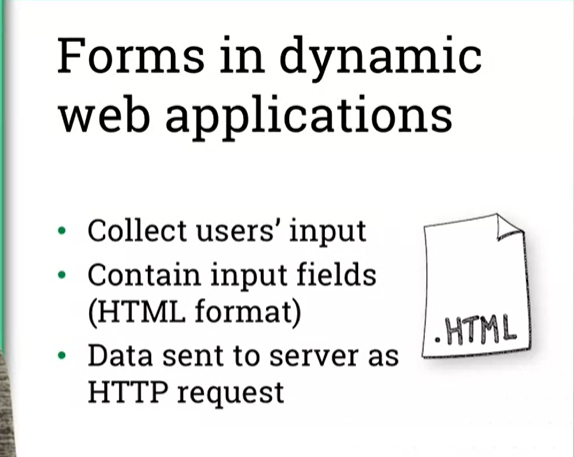 Forms in dynamic
web applications
• Collect users’ input
• Contain input fields
(HTML format)
• Data sent to server as
HTTP request
.HTML